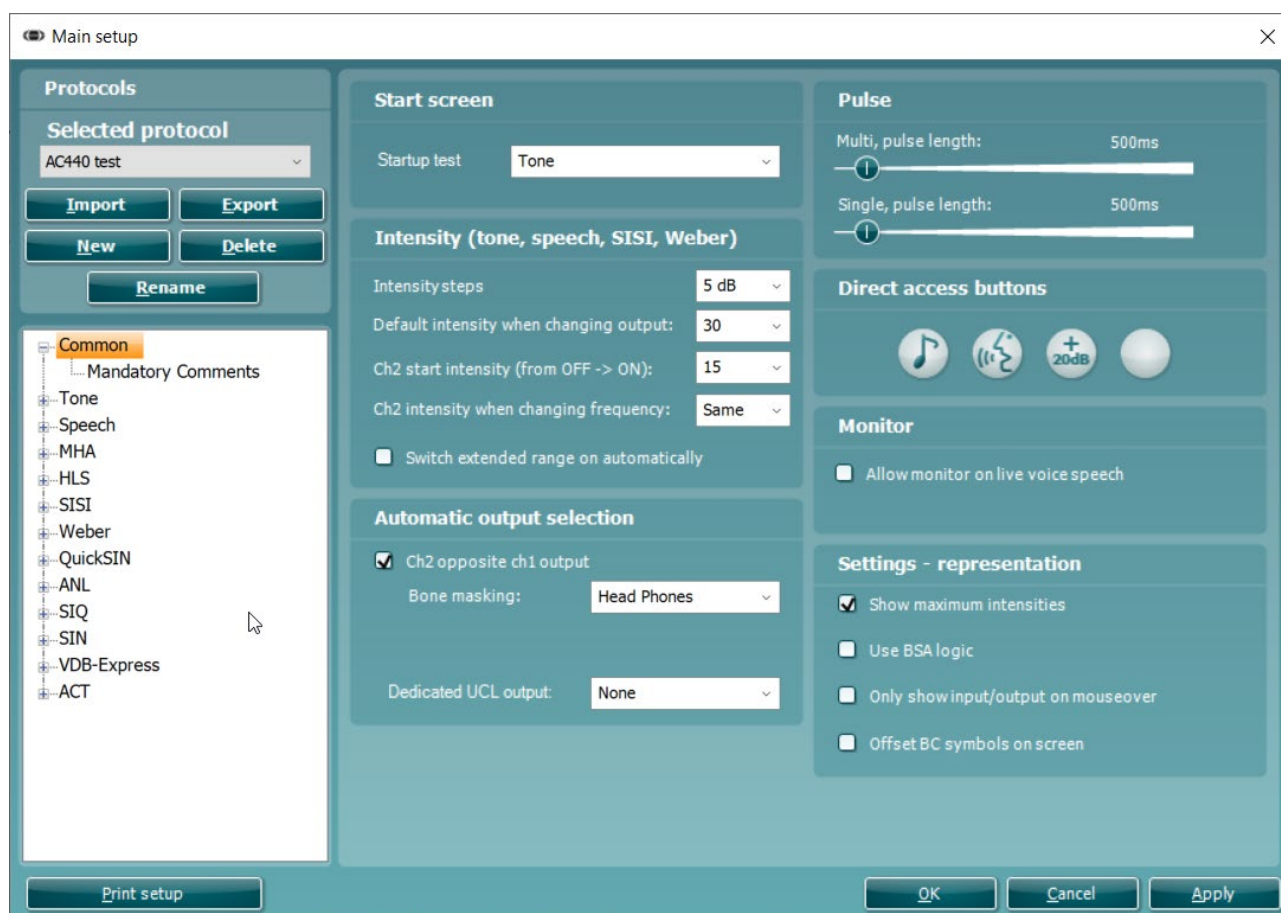 Main setup
Protocols
Selected protocol
AC440 test
Import
Export
New
Delete
Rename
Common
Mandatory Comments
Tone
Speech
MHA
HLS
SISI
Weber
QuickSIN
ANL
SIQ
SIN
VDB-Express
ACT
Print setup
Start screen
Startup test
Tone
Intensity (tone, speech, SISI, Weber)
Intensity steps
5 dB
Default intensity when changing output:
30
Ch2 start intensity (from OFF -> ON):
15
Ch2 intensity when changing frequency:
Same
Switch extended range on automatically
Automatic output selection
Ch2 opposite ch1 output
Bone masking:
Head Phones
Dedicated UCL output:
None
Pulse
Multi, pulse length:
500ms
Single, pulse length:
500ms
Direct access buttons
+
20dB
Monitor
Allow monitor on live voice speech
Settings - representation
Show maximum intensities
Use BSA logic
Only show input/output on mouseover
Offset BC symbols on screen
OK
Cancel
Apply